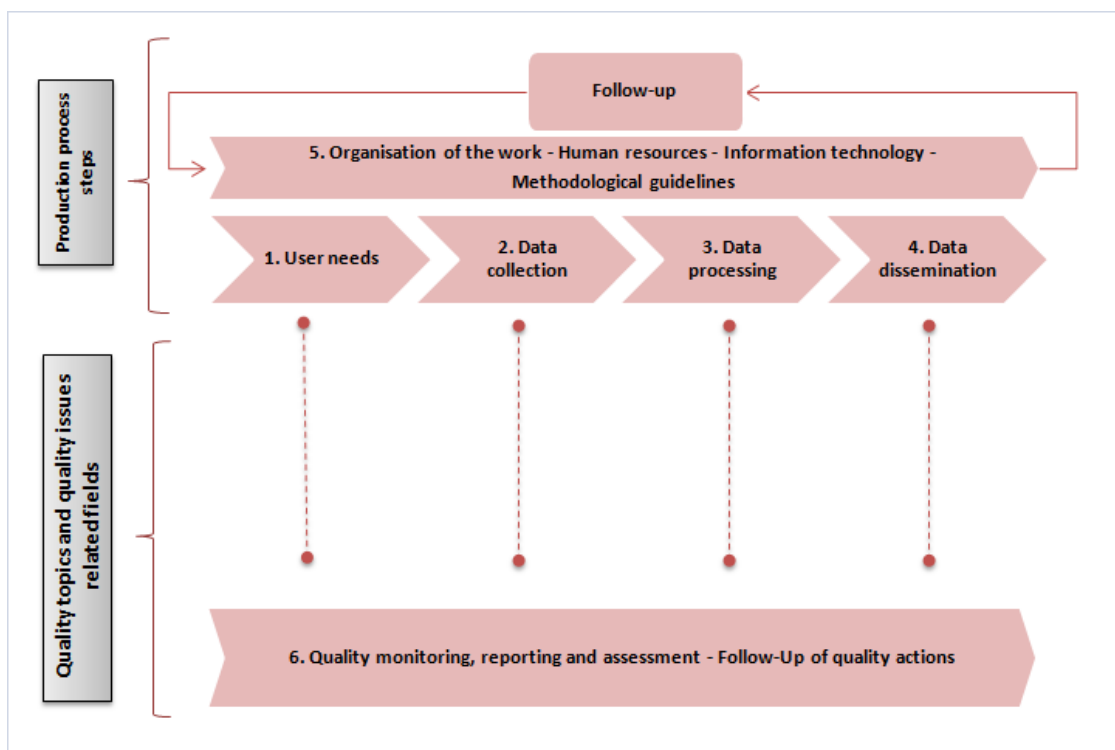 Production process
steps
Follow-up
5. Organisation of the work - Human resources - Information technology -
Methodological guidelines
1. User needs
2. Data
collection
3. Data
processing
4. Data
dissemination
Quality topics and quality issues
related fields
6. Quality monitoring, reporting and assessment - Follow-Up of quality actions